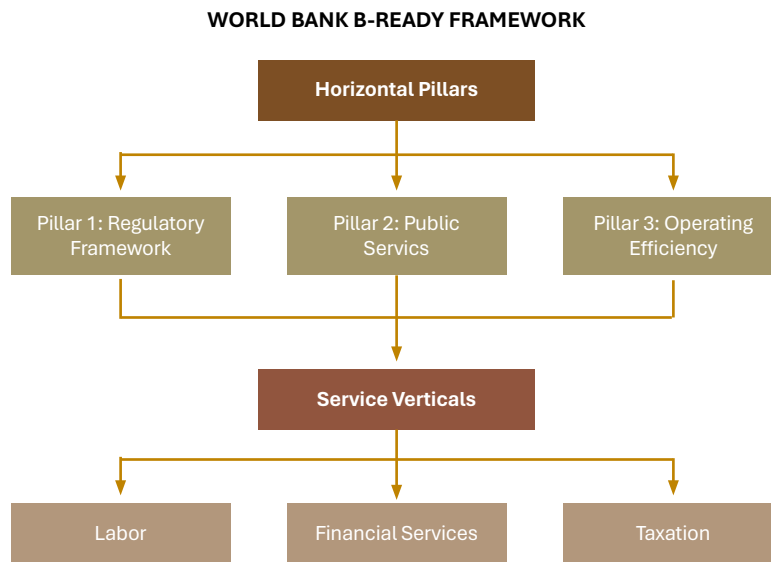 WORLD BANK B-READY FRAMEWORK
Horizontal Pillars
Pillar 1: Regulatory
Framework
Pillar 2: Public
Servics
Pillar 3: Operating
Efficiency
Service Verticals
Labor
Financial Services
Taxation